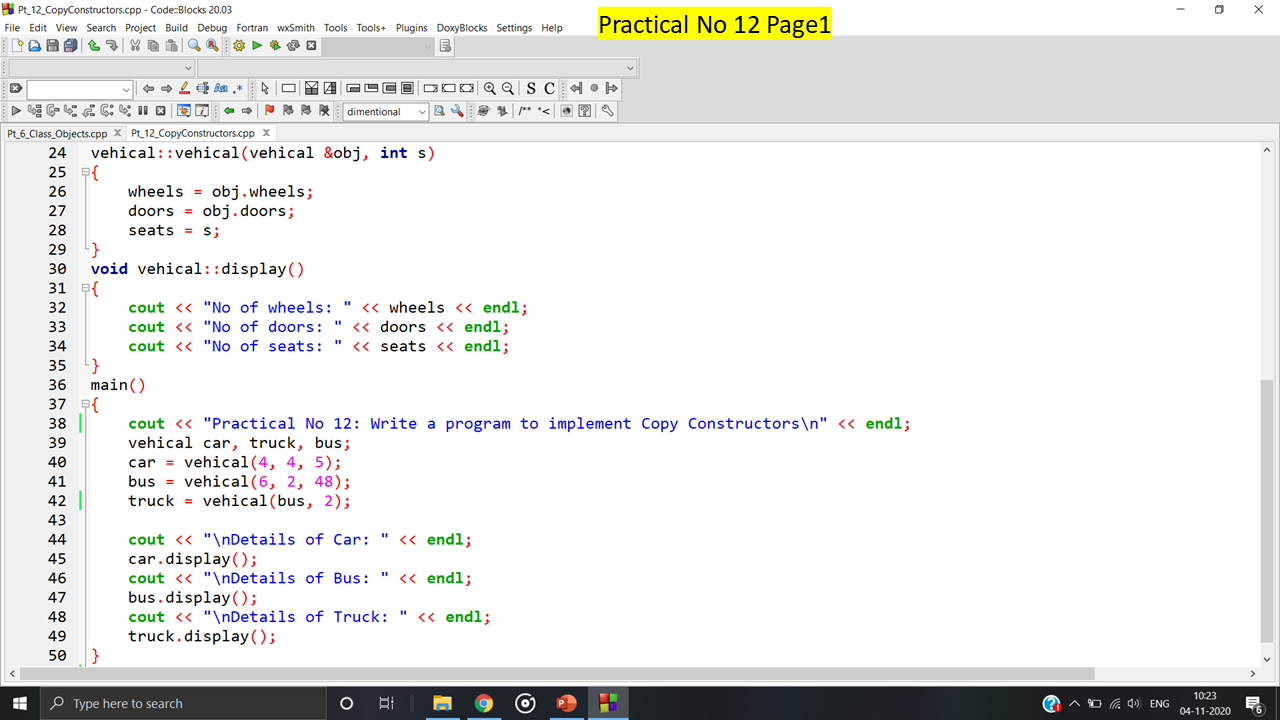 Pt_12_CopyConstructors.cpp - Code::Blocks 20.03
Practical No 12 Page1
File Edit View Search Project Build Debug Fortran wxSmith Tools Tools+ Plugins DoxyBlocks Settings Help
S C
Aa .*
dimentional
/** *<
Pt_6_Class_Objects.cpp Pt_12_CopyConstructors.cpp
24 vehical::vehical(vehical &obj, int s)
25 {
26 wheels = obj.wheels;
27 doors = obj.doors;
28 seats = s;
29 }
30 void vehical::display()
31 {
32 cout << "No of wheels: " << wheels << endl;
33 cout << "No of doors: " << doors << endl;
34 cout << "No of seats: " << seats << endl;
35 }
36 main()
37 {
38 cout << "Practical No 12: Write a program to implement Copy Constructors\n" << endl;
39 vehical car, truck, bus;
40 car = vehical(4, 4, 5);
41 bus = vehical(6, 2, 48);
42 truck = vehical(bus, 2);
43
44 cout << "\nDetails of Car: " << endl;
45 car.display();
46 cout << "\nDetails of Bus: " << endl;
47 bus.display();
48 cout << "\nDetails of Truck: " << endl;
49 truck.display();
50 }
Type here to search
ENG
10:23
04-11-2020
6